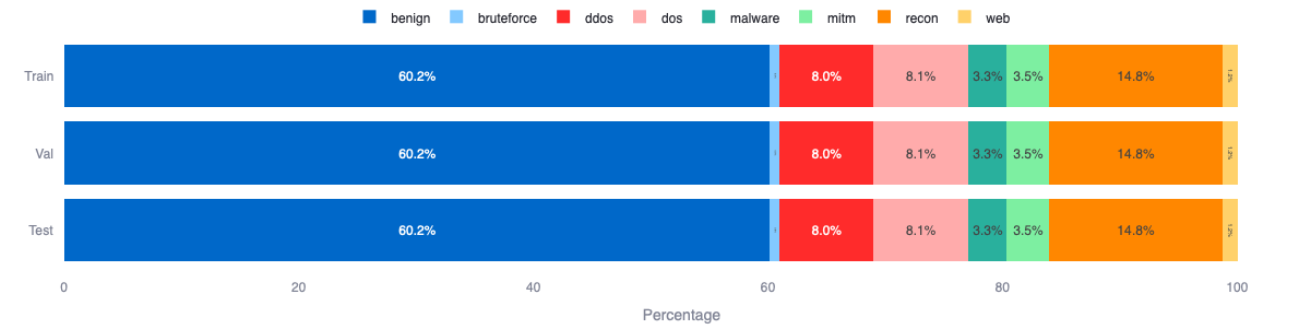 benign bruteforce ddos dos malware mitm recon web
Train 60.2% 8.0% 8.1% 3.3% 3.5% 14.8%
Val 60.2% 8.0% 8.1% 3.3% 3.5% 14.8%
Test 60.2% 8.0% 8.1% 3.3% 3.5% 14.8%
0 20 40 60 80 100
Percentage